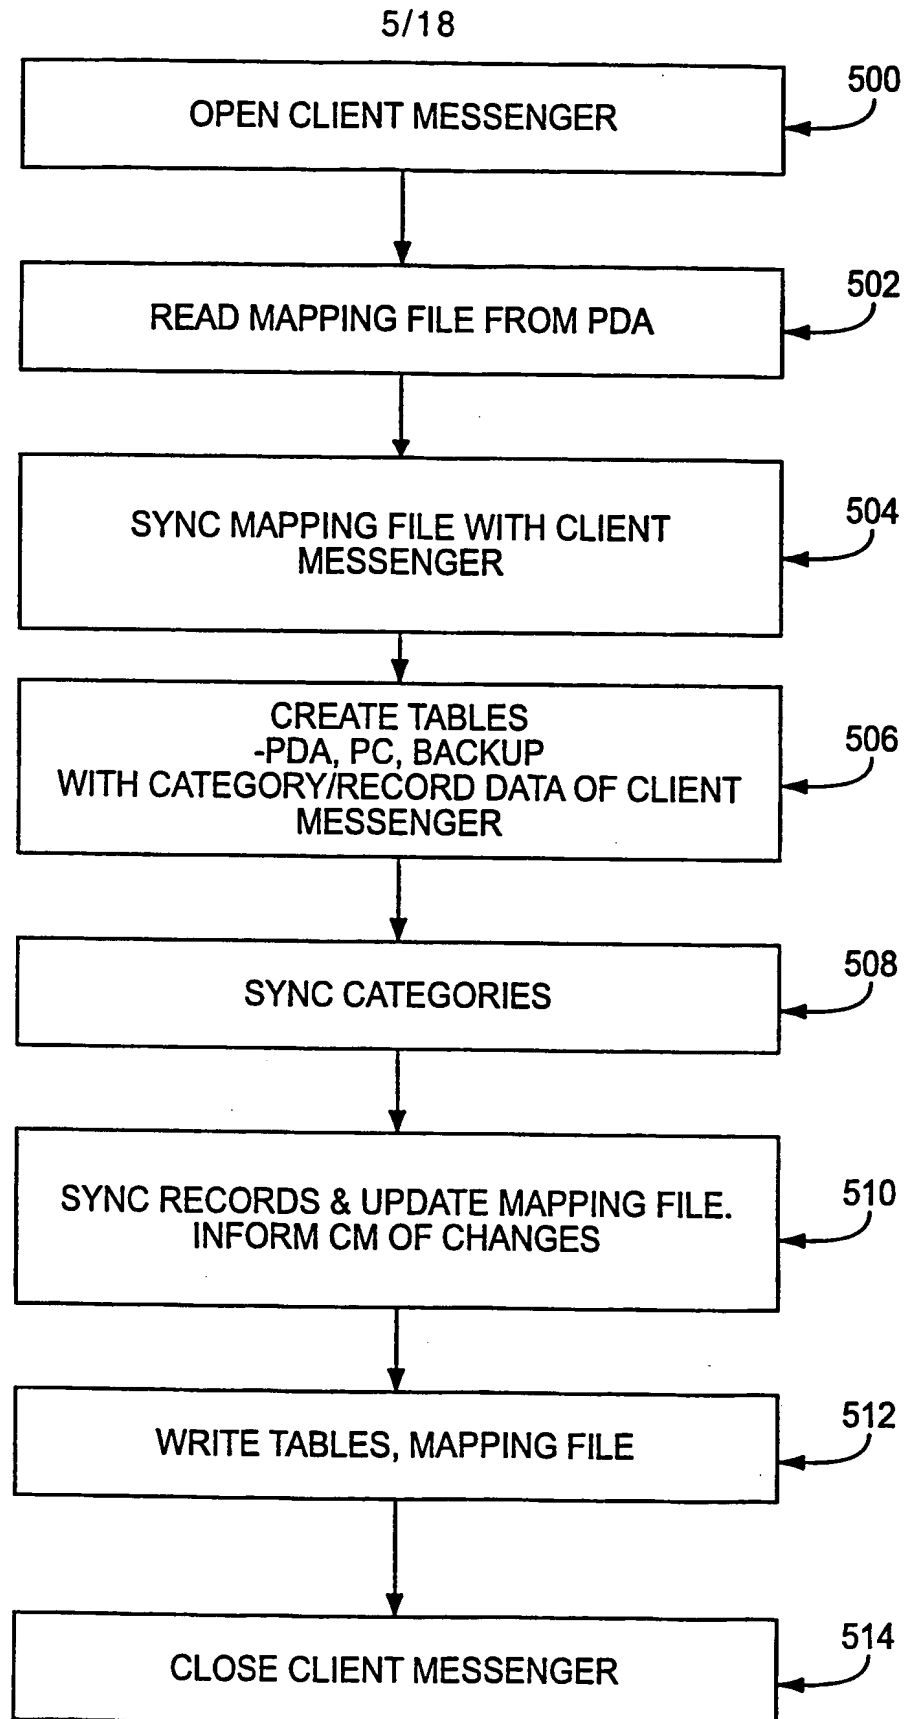 5/18
OPEN CLIENT MESSENGER
500
READ MAPPING FILE FROM PDA
502
SYNC MAPPING FILE WITH CLIENT
MESSENGER
504
CREATE TABLES
-PDA, PC, BACKUP
WITH CATEGORY/RECORD DATA OF CLIENT
MESSENGER
506
SYNC CATEGORIES
508
SYNC RECORDS & UPDATE MAPPING FILE.
INFORM CM OF CHANGES
510
WRITE TABLES, MAPPING FILE
512
CLOSE CLIENT MESSENGER
514